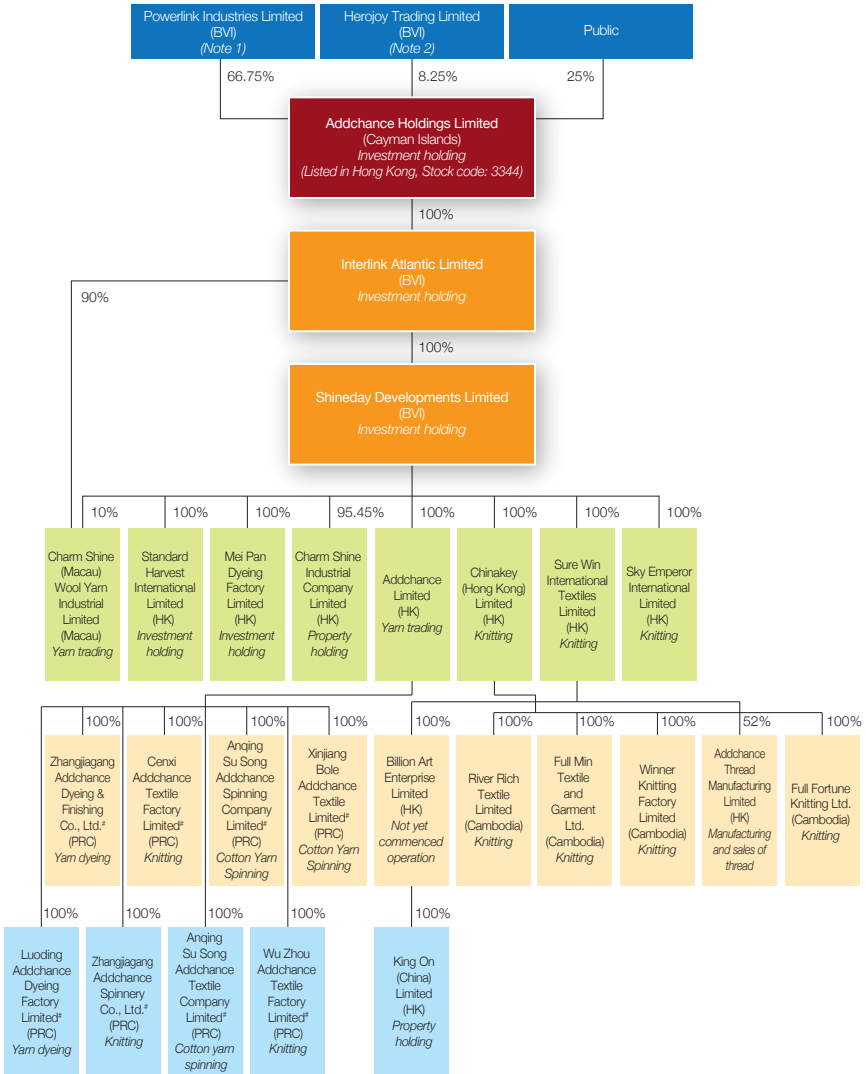 Powerlink Industries Limited
(BVI)
(Note 1)
Herojoy Trading Limited
(BVI)
(Note 2)
Public
66.75%
8.25%
25%
Addchance Holdings Limited
(Cayman Islands)
Investment holding
(Listed in Hong Kong, Stock code: 3344)
100%
Interlink Atlantic Limited
(BVI)
Investment holding
90%
100%
Shineday Developments Limited
(BVI)
Investment holding
10%
100%
100%
95.45%
100%
100%
100%
100%
Charm Shine
(Macau)
Wool Yarn
Industrial
Limited
(Macau)
Yarn trading
Standard
Harvest
International
Limited
(HK)
Investment
holding
Mei Pan
Dyeing
Factory
Limited
(HK)
Investment
holding
Charm Shine
Industrial
Company
Limited
(HK)
Property
holding
Addchance
Limited
(HK)
Yarn trading
Chinakey
(Hong Kong)
Limited
(HK)
Knitting
Sure Win
International
Textiles
Limited
(HK)
Knitting
Sky Emperor
International
Limited
(HK)
Knitting
100%
100%
100%
100%
100%
100%
100%
100%
52%
100%
Zhangjiagang
Addchance
Dyeing &
Finishing
Co., Ltd.#
(PRC)
Yarn dyeing
Cenxi
Addchance
Textile
Factory
Limited#
(PRC)
Knitting
Anqing
Su Song
Addchance
Spinning
Company
Limited#
(PRC)
Cotton Yarn
Spinning
Xinjiang
Bole
Addchance
Textile
Limited#
(PRC)
Cotton Yarn
Spinning
Billion Art
Enterprise
Limited
(HK)
Not yet
commenced
operation
River Rich
Textile
Limited
(Cambodia)
Knitting
Full Min
Textile
and
Garment
Ltd.
(Cambodia)
Knitting
Winner
Knitting
Factory
Limited
(Cambodia)
Knitting
Addchance
Thread
Manufacturing
Limited
(HK)
Manufacturing
and sales of
thread
Full Fortune
Knitting Ltd.
(Cambodia)
Knitting
100%
100%
100%
100%
100%
Luoding
Addchance
Dyeing
Factory
Limited#
(PRC)
Yarn dyeing
Zhangjiagang
Addchance
Spinnery
Co., Ltd.#
(PRC)
Knitting
Anqing
Su Song
Addchance
Textile
Company
Limited#
(PRC)
Cotton yarn
spinning
Wu Zhou
Addchance
Textile
Factory
Limited#
(PRC)
Knitting
King On
(China)
Limited
(HK)
Property
holding